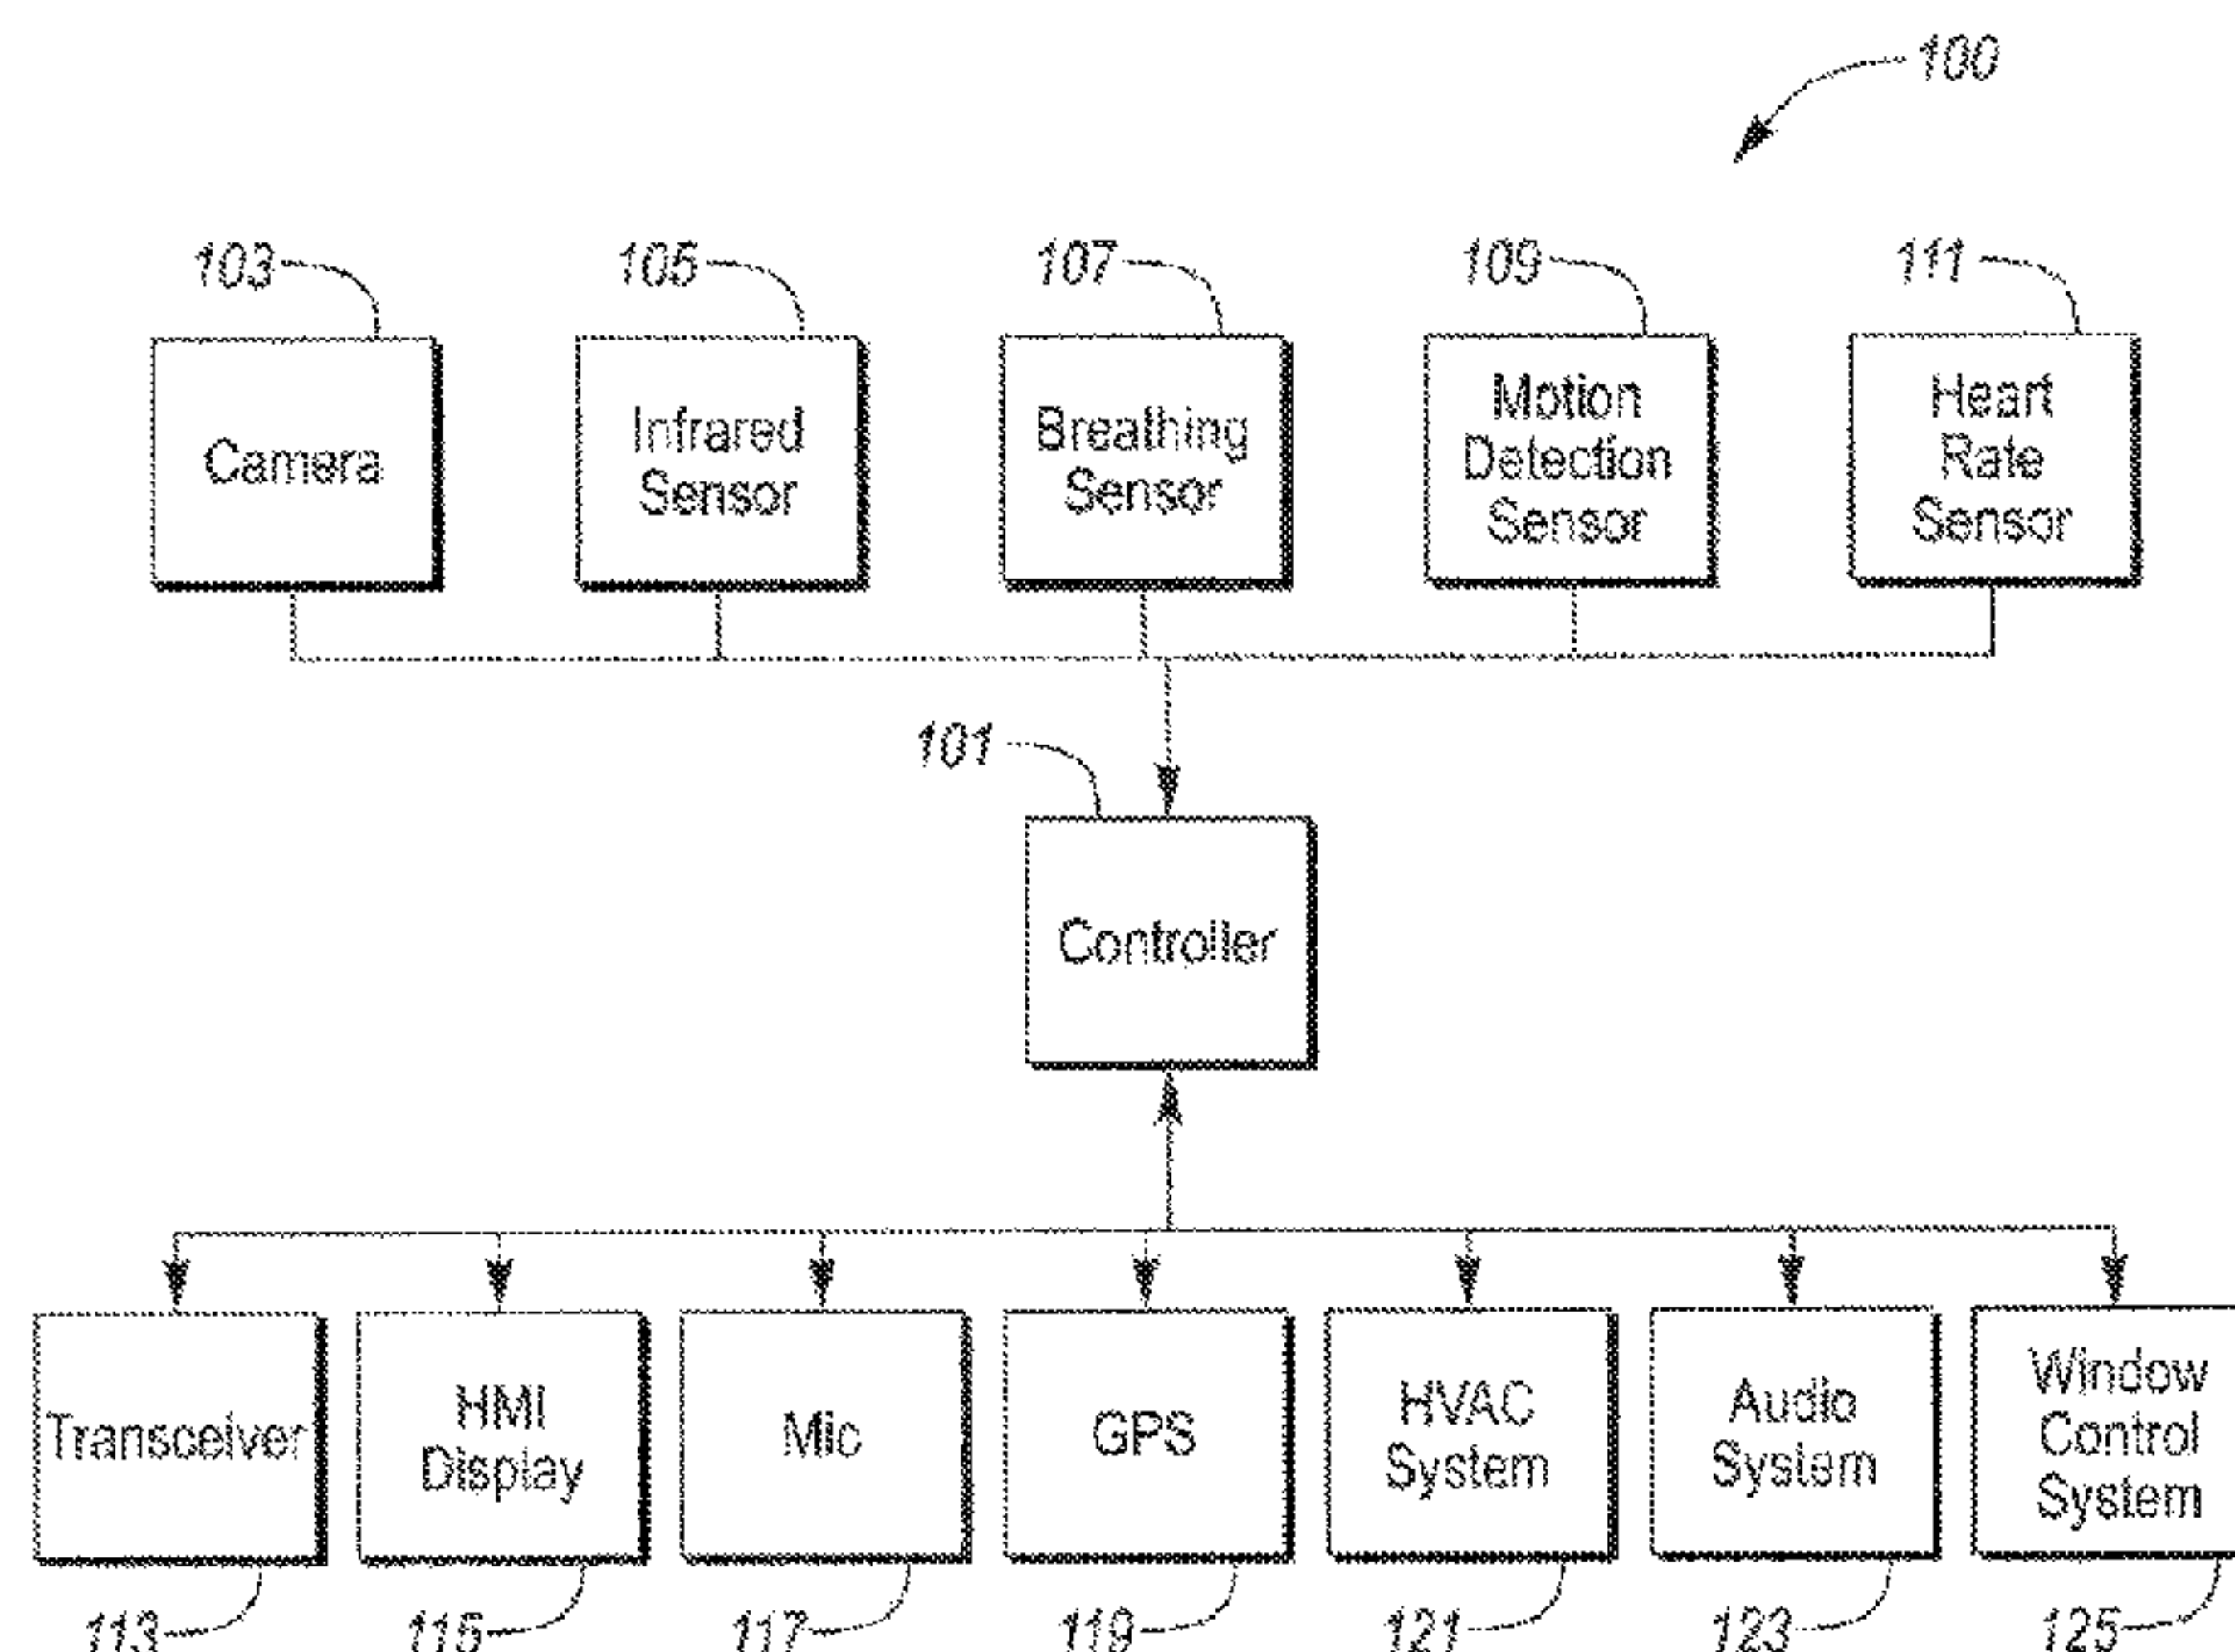 100
103
105
107
109
111
Camera
Infrared
Sensor
Breathing
Sensor
Motion
Detection
Sensor
Heart
Rate
Sensor
101
Controller
Transceiver
HMI
Display
Mic
GPS
HVAC
System
Audio
System
Window
Control
System
113
115
117
119
121
123
125